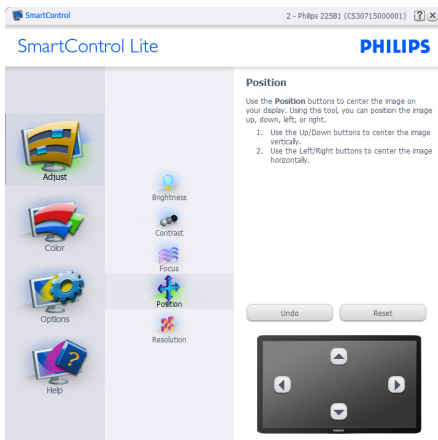 SmartControl
2 - Philips 225B1 (CS30715000001)
SmartControl Lite
PHILIPS
Adjust
Color
Options
Help
Brightness
Contrast
Focus
Position
Resolution
Position
Use the Position buttons to center the image on
your display. Using this tool, you can position the image
up, down, left, or right.
1. Use the Up/Down buttons to center the image
vertically.
2. Use the Left/Right buttons to center the image
horizontally.
Undo
Reset
PHILIPS